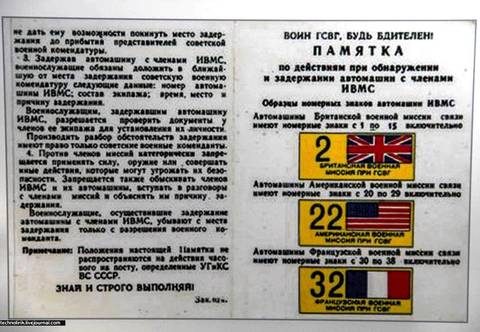 не дать ему возможности покинуть место задер-
жания до прибытия представителей советской
военной комендатуры.
3. Задержав автомашину с членами ИВМС,
военнослужащие обязаны доложить в ближай-
шую от места задержания советскую военную
комендатуру следующие данные: номер автома-
шины ИВМС; состав экипажа; время, место и
причину задержания.
Военнослужащим, задержавшим автомашину
ИВМС, разрешается проверить документы у
членов ее экипажа для установления их личности.
Производить разбор обстоятельств задержания
имеют право только советские военные коменданты.
4. Против членов миссий категорически запре-
щается применять силу, оружие или совершать
иные действия, которые могут угрожать их безо-
пасности. Запрещается также обыскивать членов
ИВМС и их автомашины, вступать в разговоры
с членами миссий и объяснять им причину за-
держания.
Военнослужащие, осуществившие задержание
автомашины с членами ИВМС, убывают с места
задержания только с разрешения военного ко-
менданта.
Примечание: Положения настоящей Памятки не
распространяются на действия часо-
вого на посту, определенные УГиКС
ВС СССР.
ЗНАЙ И СТРОГО ВЫПОЛНЯЙ!
Зак.
ВОИН ГСВГ, БУДЬ БДИТЕЛЕН!
ПАМЯТКА
по действиям при обнаружении
и задержании автомашин с членами
ИВМС
Образцы номерных знаков автомашин ИВМС
Автомашины Британской военной миссии связи
имеют номерные знаки с 1 по 15 включительно
2
БРИТАНСКАЯ ВОЕННАЯ
МИССИЯ ПРИ ГСВГ
Автомашины Американской военной миссии связи
имеют номерные знаки с 20 по 29 включительно
22
АМЕРИКАНСКАЯ ВОЕННАЯ
МИССИЯ ПРИ ГСВГ
Автомашины Французской военной миссии связи
имеют номерные знаки с 30 по 38 включительно
32
ФРАНЦУЗСКАЯ ВОЕННАЯ
МИССИЯ ПРИ ГСВГ
technolirik.livejournal.com